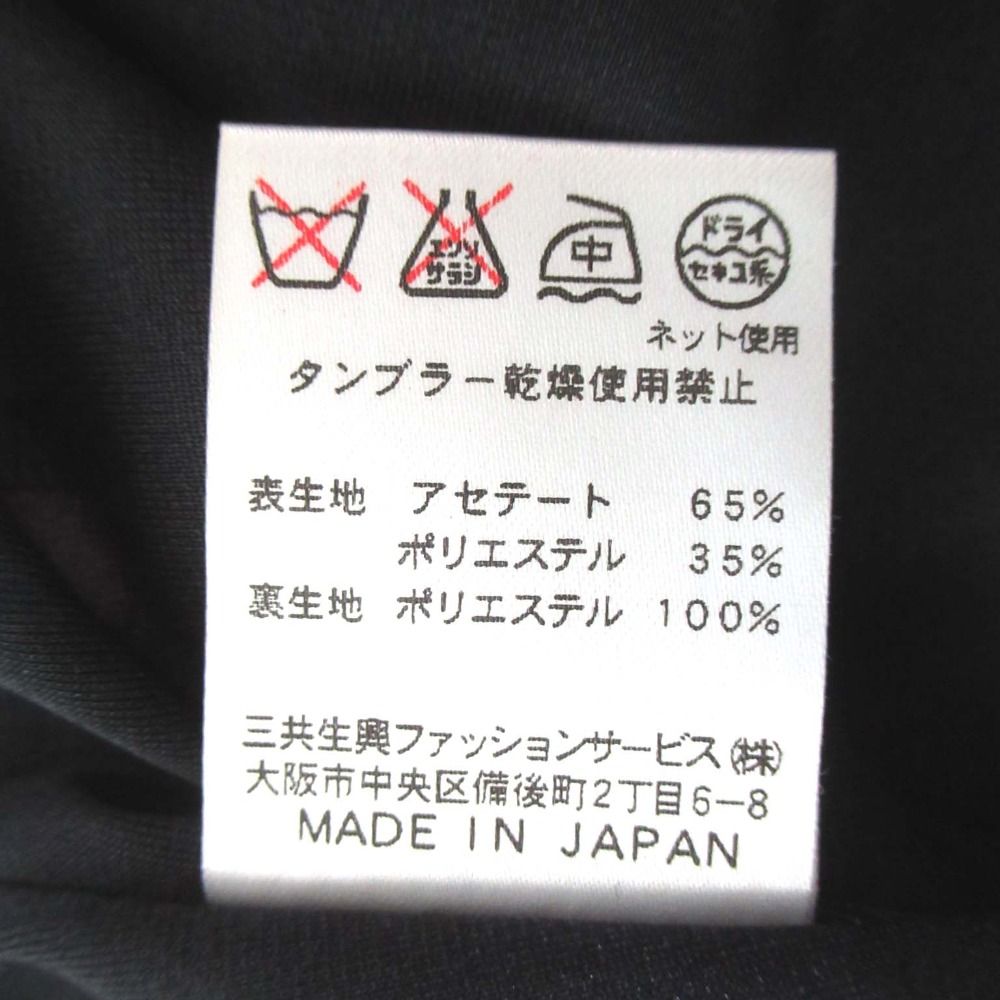 エンソ
サラシ
中
ドライ
セキユ系
ネット使用
タンブラー乾燥使用禁止
表生地 アセテート 65%
ポリエステル 35%
裏生地 ポリエステル 100%
三共生興ファッションサービス(株)
大阪市中央区備後町2丁目6-8
MADE IN JAPAN